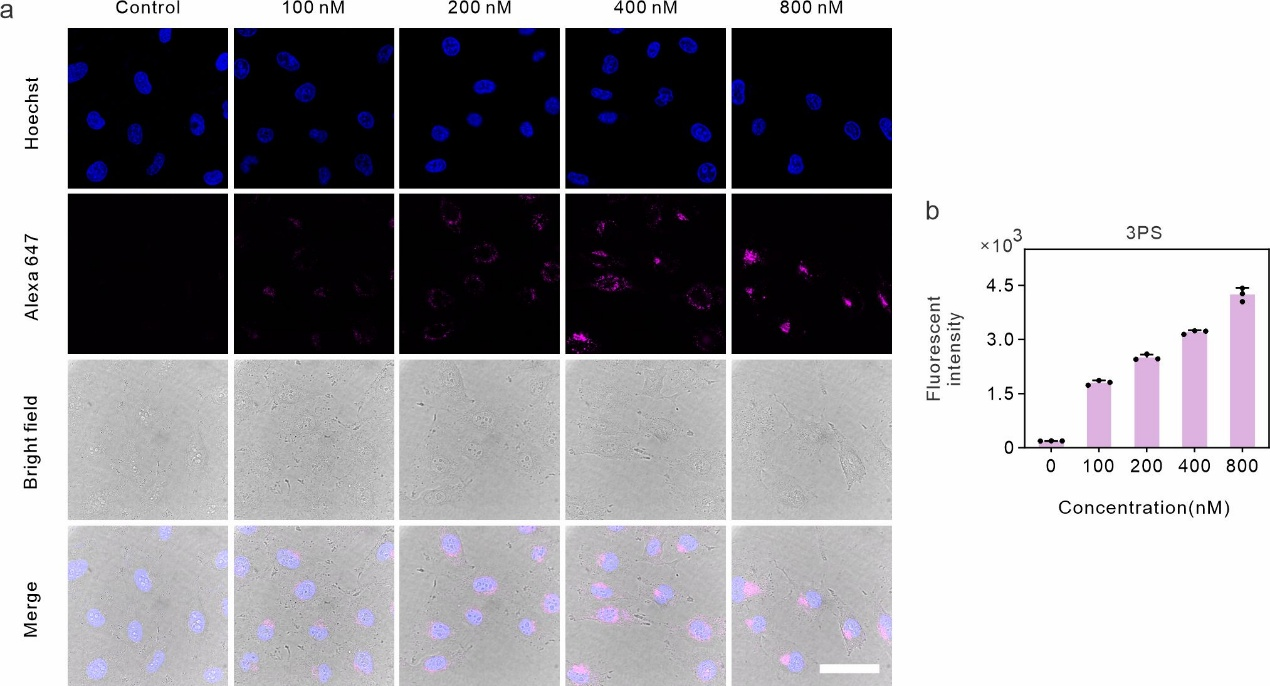 a
Control 100 nM 200 nM 400 nM 800 nM
Hoechst
Alexa 647
Bright field
Merge
b
3PS
×10³
Fluorescent
intensity
4.5
3.0
1.5
0
0 100 200 400 800
Concentration(nM)